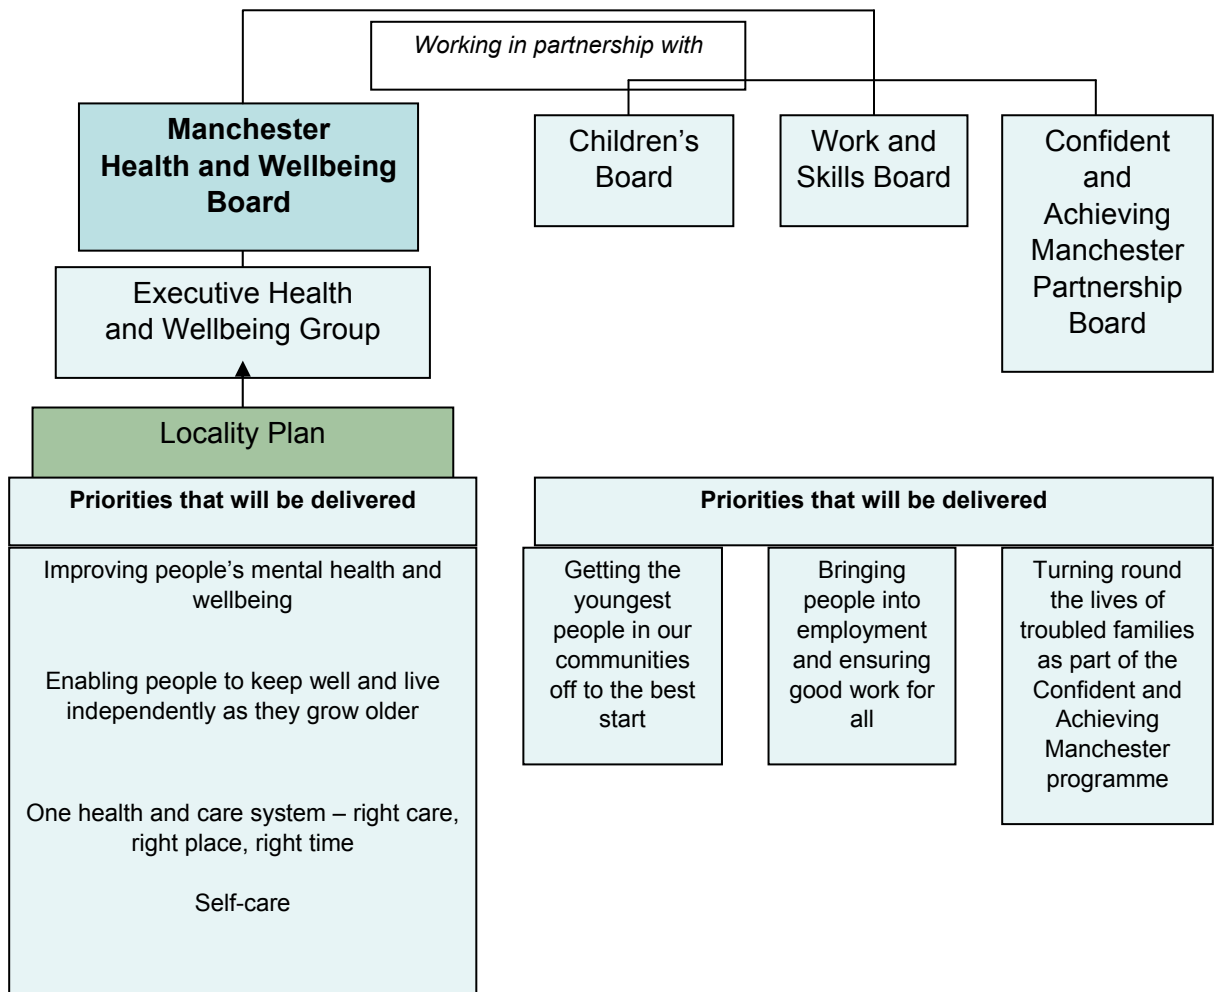 Working in partnership with
Manchester
Health and Wellbeing
Board
Children’s
Board
Work and
Skills Board
Confident
and
Achieving
Manchester
Partnership
Board
Executive Health
and Wellbeing Group
Locality Plan
Priorities that will be delivered
Improving people’s mental health and
wellbeing
Enabling people to keep well and live
independently as they grow older
One health and care system – right care,
right place, right time
Self-care
Priorities that will be delivered
Getting the
youngest
people in our
communities
off to the best
start
Bringing
people into
employment
and ensuring
good work for
all
Turning round
the lives of
troubled families
as part of the
Confident and
Achieving
Manchester
programme